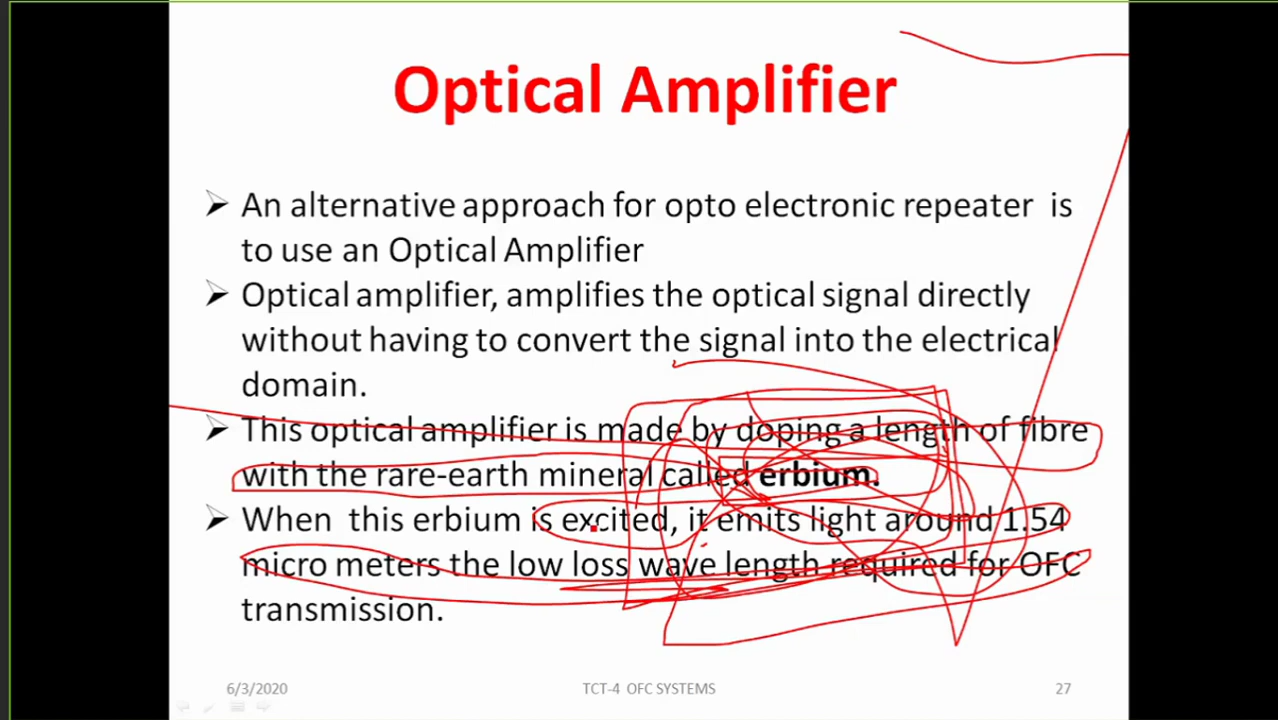 Optical Amplifier
An alternative approach for opto electronic repeater is
to use an Optical Amplifier
Optical amplifier, amplifies the optical signal directly
without having to convert the signal into the electrical
domain.
This optical amplifier is made by doping a length of fibre
with the rare-earth mineral called erbium.
When this erbium is excited, it emits light around 1.54
micro meters the low loss wave length required for OFC
transmission.
6/3/2020 TCT-4 OFC SYSTEMS 27